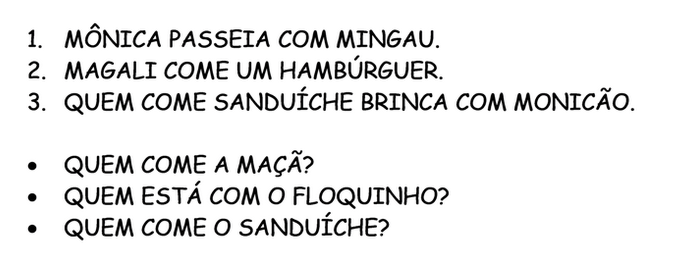 1. MÔNICA PASSEIA COM MINGAU.
2. MAGALI COME UM HAMBÚRGUER.
3. QUEM COME SANDUÍCHE BRINCA COM MONICÃO.
• QUEM COME A MAÇÃ?
• QUEM ESTÁ COM O FLOQUINHO?
• QUEM COME O SANDUÍCHE?